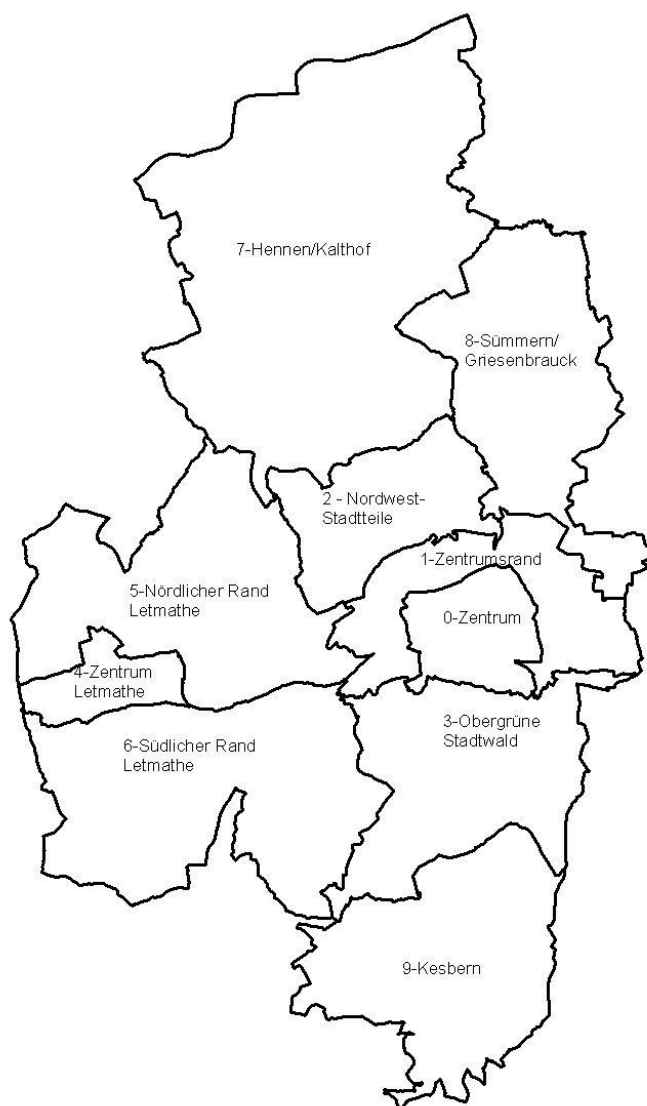 7-Hennen/Kalthof
8-Sümmern/
Griesenbrauck
2 - Nordwest-
Stadtteile
1-Zentrumsrand
5-Nördlicher Rand
Letmathe
0-Zentrum
4-Zentrum
Letmathe
3-Obergrüne
Stadtwald
6-Südlicher Rand
Letmathe
9-Kesbern